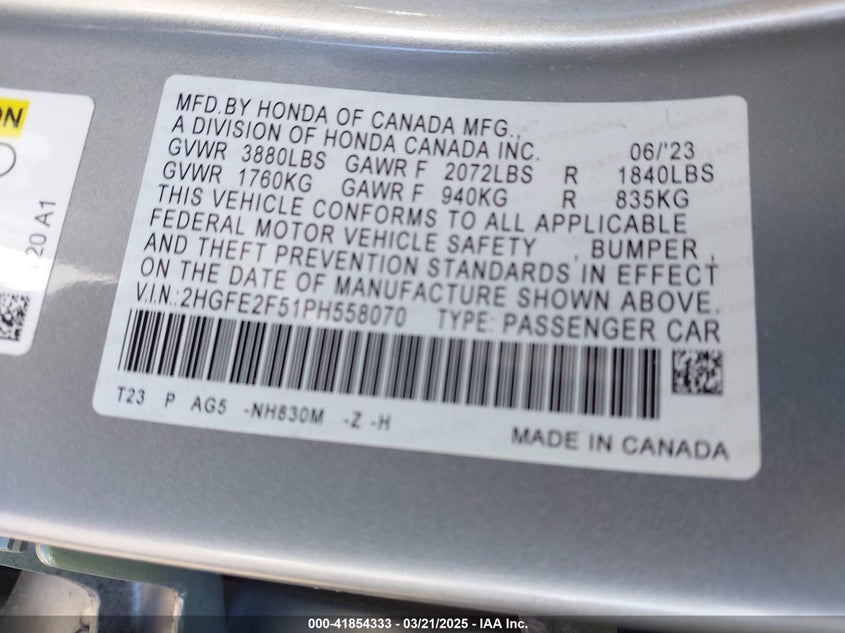 MFD.BY HONDA OF CANADA MFG.,
A DIVISION OF HONDA CANADA INC. 06/'23
GVWR 3880LBS GAWR F 2072LBS R 1840LBS
GVWR 1760KG GAWR F 940KG R 835KG
THIS VEHICLE CONFORMS TO ALL APPLICABLE
FEDERAL MOTOR VEHICLE SAFETY , BUMPER ,
AND THEFT PREVENTION STANDARDS IN EFFECT
ON THE DATE OF MANUFACTURE SHOWN ABOVE.
V.I.N.:2HGFE2F51PH558070 TYPE: PASSENGER CAR
T23 P AG5 -NH830M -Z -H
MADE IN CANADA
ON
20 A1
000-41854333 - 03/21/2025 - IAA Inc.